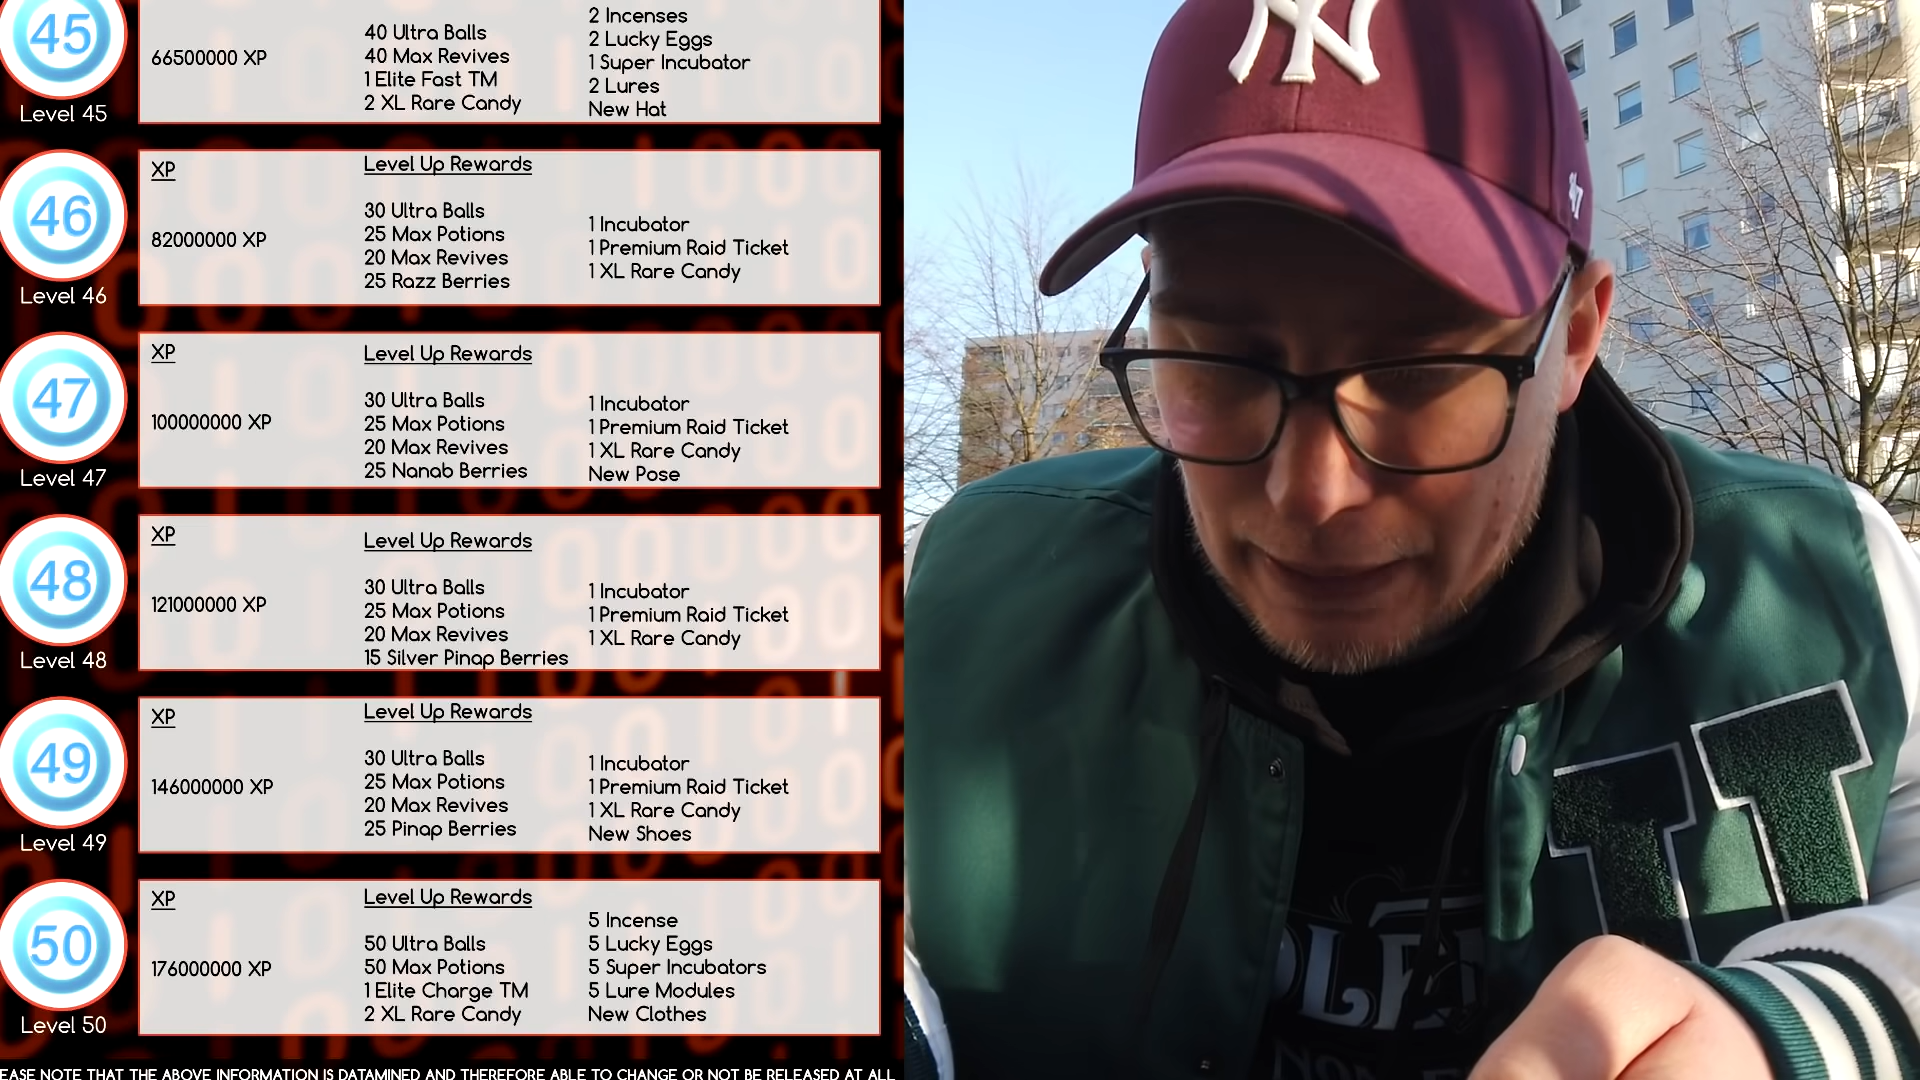 45
Level 45
66500000 XP
40 Ultra Balls
40 Max Revives
1 Elite Fast TM
2 XL Rare Candy
2 Incenses
2 Lucky Eggs
1 Super Incubator
2 Lures
New Hat
46
Level 46
XP
82000000 XP
Level Up Rewards
30 Ultra Balls
25 Max Potions
20 Max Revives
25 Razz Berries
1 Incubator
1 Premium Raid Ticket
1 XL Rare Candy
47
Level 47
XP
100000000 XP
Level Up Rewards
30 Ultra Balls
25 Max Potions
20 Max Revives
25 Nanab Berries
1 Incubator
1 Premium Raid Ticket
1 XL Rare Candy
New Pose
48
Level 48
XP
121000000 XP
Level Up Rewards
30 Ultra Balls
25 Max Potions
20 Max Revives
15 Silver Pinap Berries
1 Incubator
1 Premium Raid Ticket
1 XL Rare Candy
49
Level 49
XP
146000000 XP
Level Up Rewards
30 Ultra Balls
25 Max Potions
20 Max Revives
25 Pinap Berries
1 Incubator
1 Premium Raid Ticket
1 XL Rare Candy
New Shoes
50
Level 50
XP
176000000 XP
Level Up Rewards
50 Ultra Balls
50 Max Potions
1 Elite Charge TM
2 XL Rare Candy
5 Incense
5 Lucky Eggs
5 Super Incubators
5 Lure Modules
New Clothes
EASE NOTE THAT THE ABOVE INFORMATION IS DATAMINED AND THEREFORE ABLE TO CHANGE OR NOT BE RELEASED AT ALL
NY
47